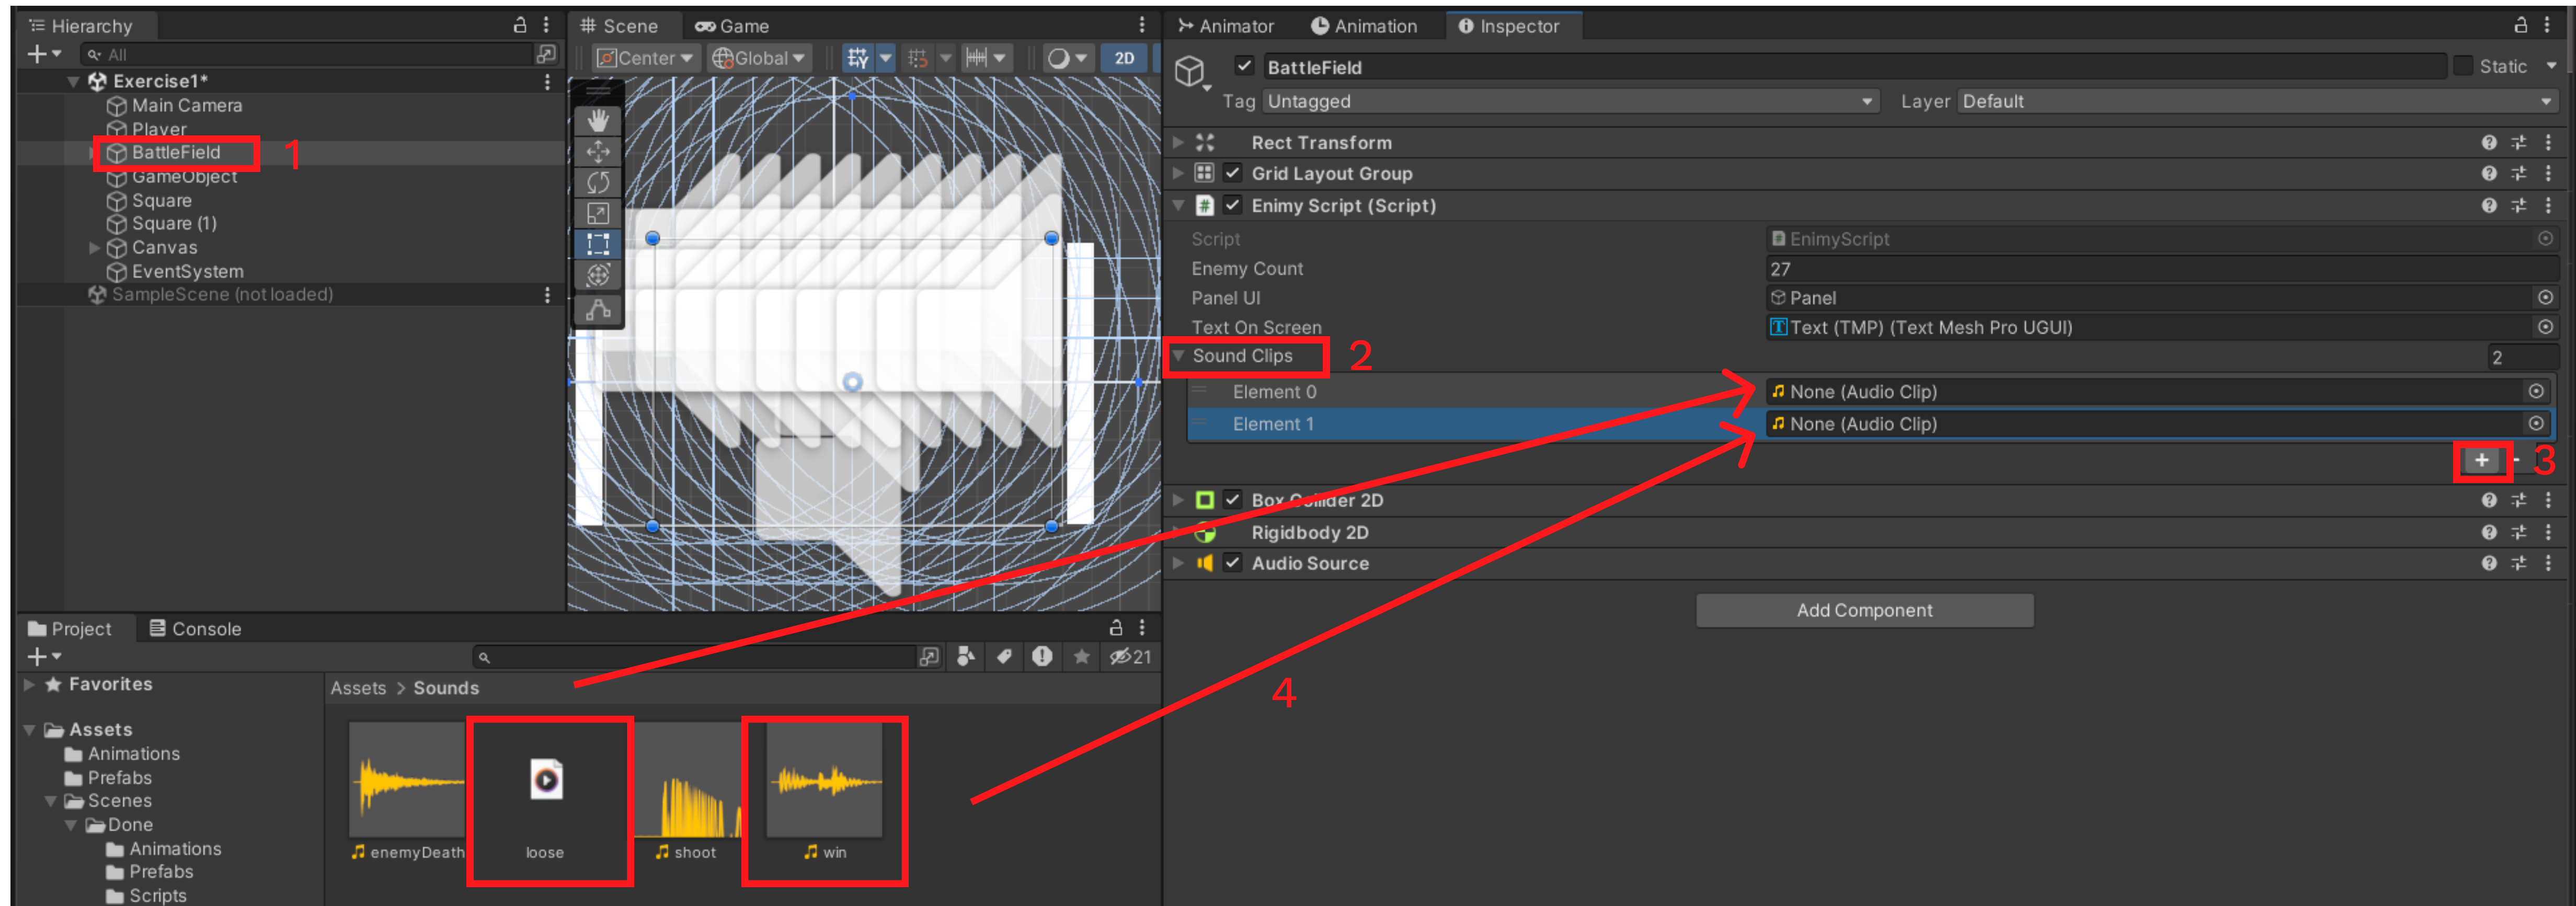 Hierarchy
All
Exercise1*
Main Camera
Player
BattleField
1
GameObject
Square
Square (1)
Canvas
EventSystem
SampleScene (not loaded)
Scene
Game
Center
Global
2D
Animator
Animation
Inspector
BattleField
Static
Tag
Untagged
Layer
Default
Rect Transform
Grid Layout Group
Enimy Script (Script)
Script
EnimyScript
Enemy Count
27
Panel UI
Panel
Text On Screen
Text (TMP) (Text Mesh Pro UGUI)
Sound Clips
2
2
Element 0
None (Audio Clip)
Element 1
None (Audio Clip)
+
3
Box Collider 2D
Rigidbody 2D
Audio Source
Add Component
4
Project
Console
21
Favorites
Assets
Animations
Prefabs
Scenes
Done
Animations
Prefabs
Scripts
Assets > Sounds
enemyDeath
loose
shoot
win